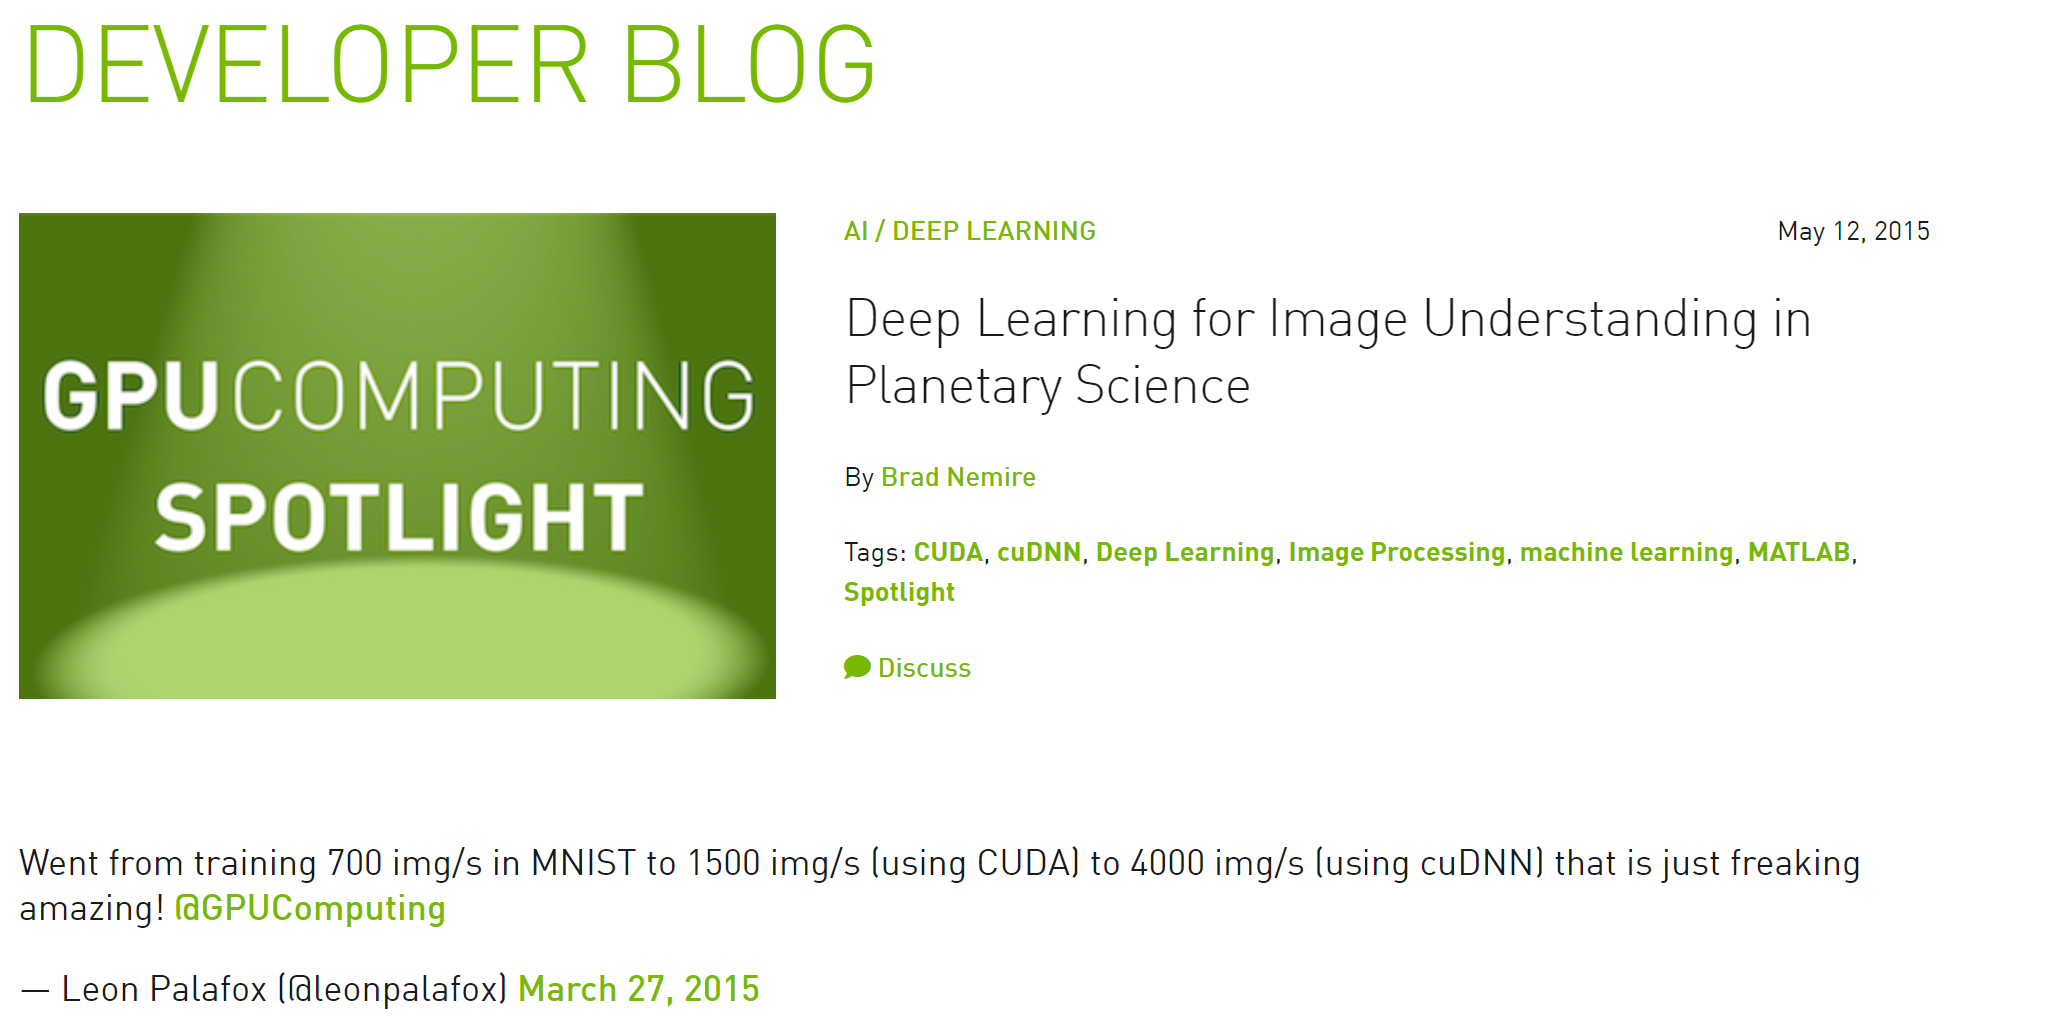 DEVELOPER BLOG
GPUCOMPUTING
SPOTLIGHT
AI / DEEP LEARNING
May 12, 2015
Deep Learning for Image Understanding in
Planetary Science
By Brad Nemire
Tags: CUDA, cuDNN, Deep Learning, Image Processing, machine learning, MATLAB,
Spotlight
Discuss
Went from training 700 img/s in MNIST to 1500 img/s (using CUDA) to 4000 img/s (using cuDNN) that is just freaking
amazing! @GPUComputing
— Leon Palafox (@leonpalafox) March 27, 2015